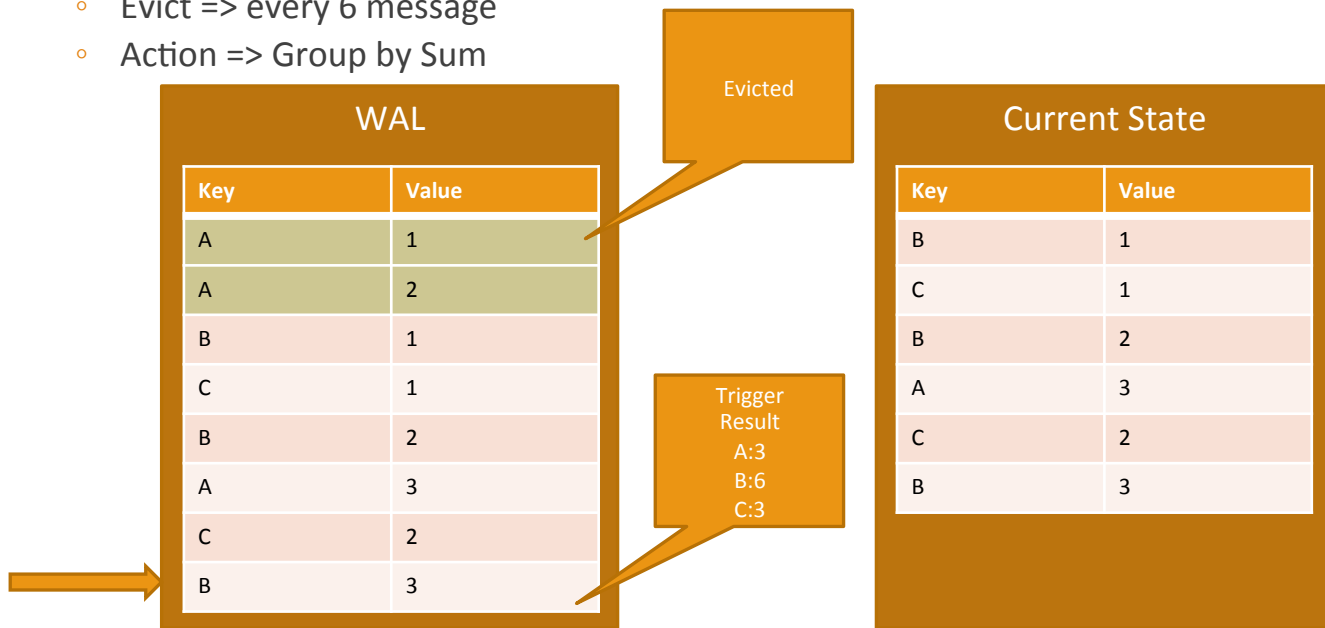 ◦ Evict => every 6 message
◦ Action => Group by Sum
WAL
Key Value
A 1
A 2
B 1
C 1
B 2
A 3
C 2
B 3
Evicted
Trigger
Result
A:3
B:6
C:3
Current State
Key Value
B 1
C 1
B 2
A 3
C 2
B 3